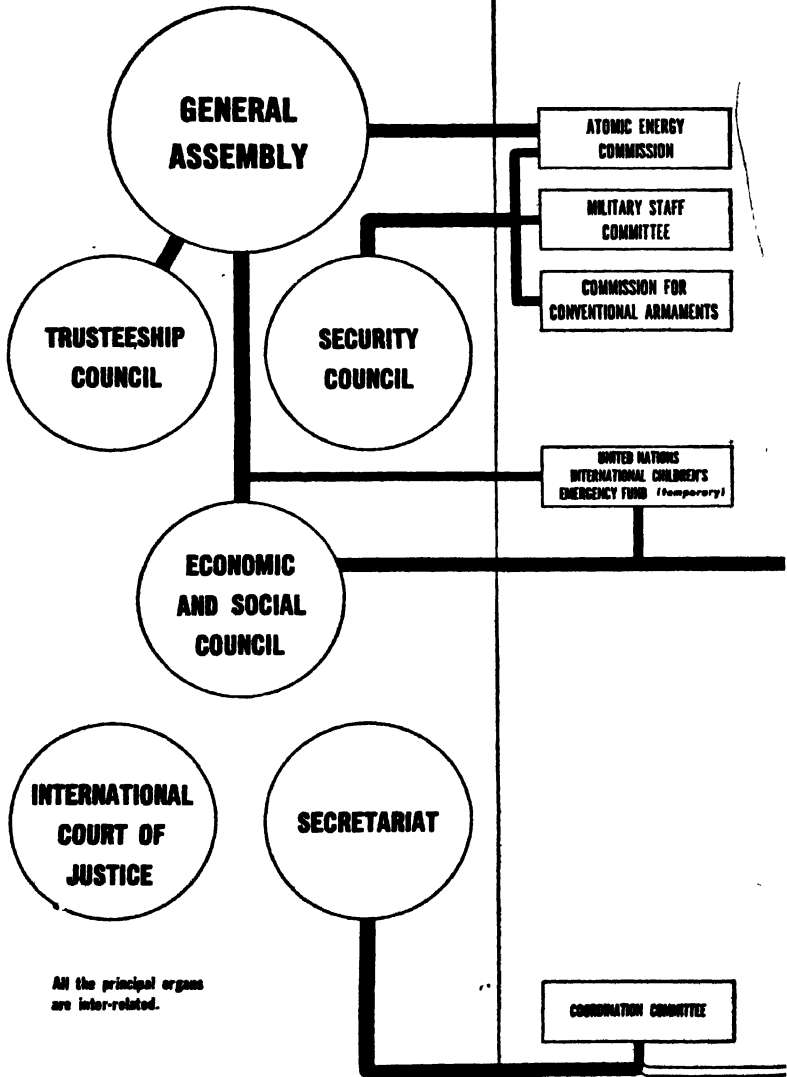 GENERAL
ASSEMBLY
ATOMIC ENERGY
COMMISSION
MILITARY STAFF
COMMITTEE
COMMISSION FOR
CONVENTIONAL ARMAMENTS
TRUSTEESHIP
COUNCIL
SECURITY
COUNCIL
UNITED NATIONS
INTERNATIONAL CHILDREN'S
EMERGENCY FUND (temporary)
ECONOMIC
AND SOCIAL
COUNCIL
INTERNATIONAL
COURT OF
JUSTICE
SECRETARIAT
All the principal organs
are inter-related.
COORDINATION COMMITTEE